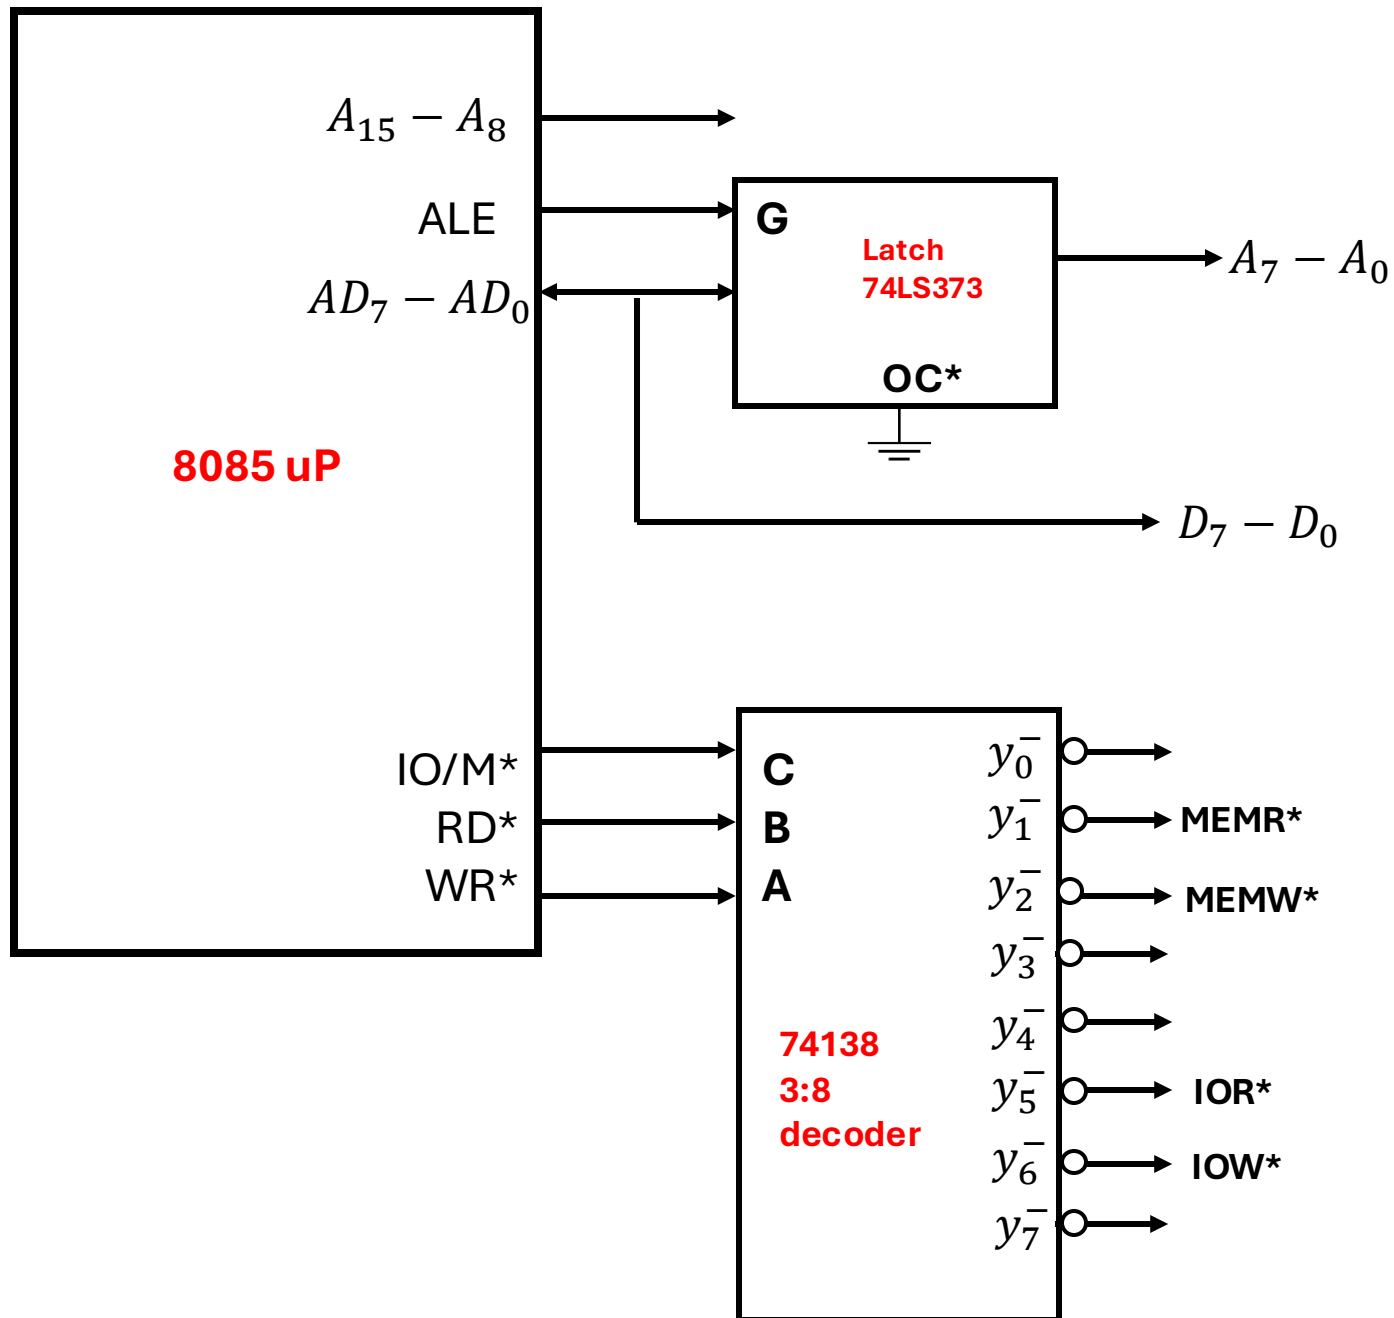 A₁₅ − A₈
ALE
AD₇ − AD₀
8085 uP
IO/M*
RD*
WR*
G
Latch
74LS373
OC*
A₇ − A₀
D₇ − D₀
C
B
A
74138
3:8
decoder
y₀⁻
y₁⁻ MEMR*
y₂⁻ MEMW*
y₃⁻
y₄⁻
y₅⁻ IOR*
y₆⁻ IOW*
y₇⁻